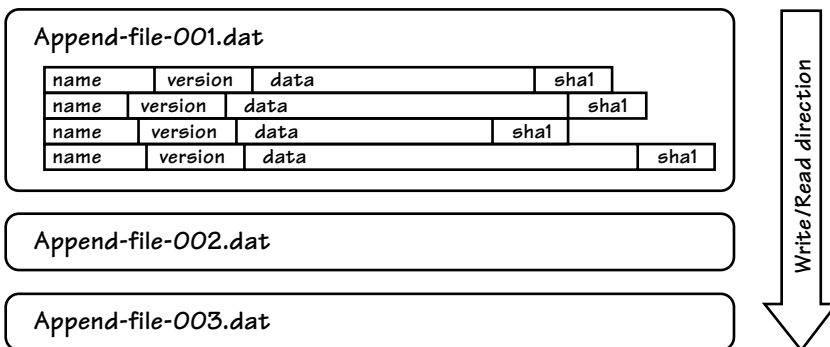 Append-file-001.dat
name version data sha1
name version data sha1
name version data sha1
name version data sha1
Append-file-002.dat
Append-file-003.dat
Write/Read direction